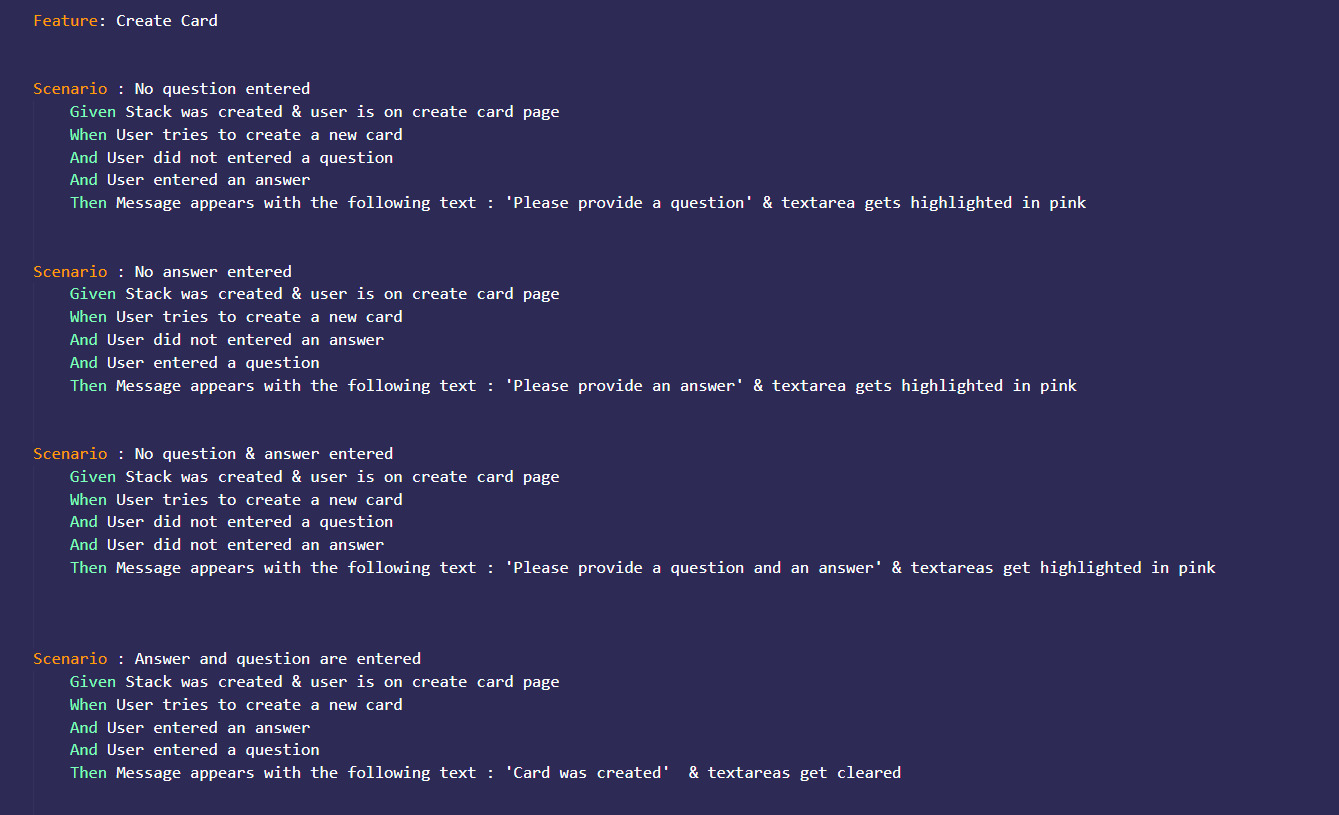 Feature: Create Card
Scenario : No question entered
Given Stack was created & user is on create card page
When User tries to create a new card
And User did not entered a question
And User entered an answer
Then Message appears with the following text : 'Please provide a question' & textarea gets highlighted in pink
Scenario : No answer entered
Given Stack was created & user is on create card page
When User tries to create a new card
And User did not entered an answer
And User entered a question
Then Message appears with the following text : 'Please provide an answer' & textarea gets highlighted in pink
Scenario : No question & answer entered
Given Stack was created & user is on create card page
When User tries to create a new card
And User did not entered a question
And User did not entered an answer
Then Message appears with the following text : 'Please provide a question and an answer' & textareas get highlighted in pink
Scenario : Answer and question are entered
Given Stack was created & user is on create card page
When User tries to create a new card
And User entered an answer
And User entered a question
Then Message appears with the following text : 'Card was created'  & textareas get cleared